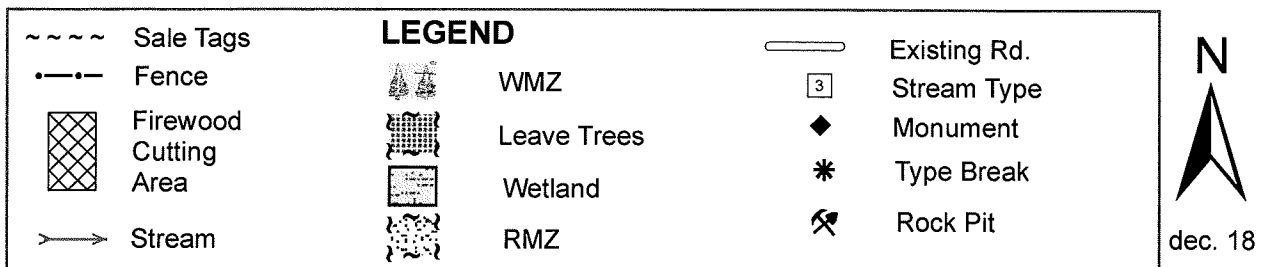 LEGEND
Sale Tags
Fence
Firewood
Cutting
Area
Stream
WMZ
Leave Trees
Wetland
RMZ
Existing Rd.
3
Stream Type
Monument
Type Break
Rock Pit
N
dec. 18